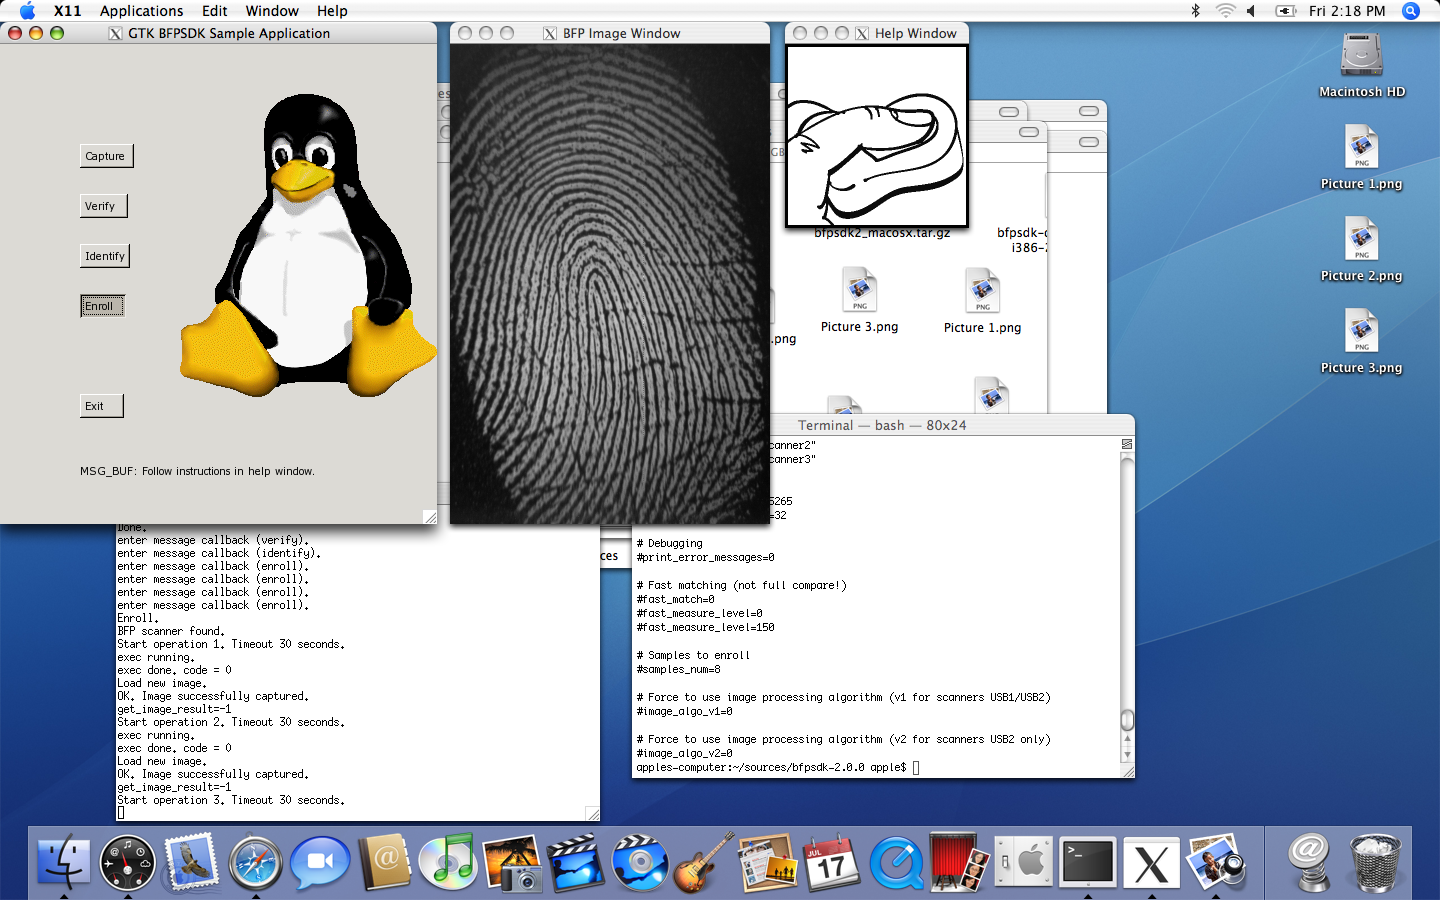 X11 Applications Edit Window Help
Fri 2:18 PM
GTK BFPSDK Sample Application
Capture
Verify
Identify
Enroll
Exit
MSG_BUF: Follow instructions in help window.
BFP Image Window
Help Window
bfpsdk2_macosx.tar.gz
Picture 3.png
Picture 1.png
.png
PNG
PNG
Macintosh HD
PNG
Picture 1.png
PNG
Picture 2.png
PNG
Picture 3.png
Done.
enter message callback (verify).
enter message callback (identify).
enter message callback (enroll).
enter message callback (enroll).
enter message callback (enroll).
enter message callback (enroll).
Enroll.
BFP scanner found.
Start operation 1. Timeout 30 seconds.
exec running.
exec done. code = 0
Load new image.
OK. Image successfully captured.
get_image_result=-1
Start operation 2. Timeout 30 seconds.
exec running.
exec done. code = 0
Load new image.
OK. Image successfully captured.
get_image_result=-1
Start operation 3. Timeout 30 seconds.
Terminal — bash — 80x24
canner2"
canner3"
5265
=32
# Debugging
#print_error_messages=0
# Fast matching (not full compare!)
#fast_match=0
#fast_measure_level=0
#fast_measure_level=150
# Samples to enroll
#samples_num=8
# Force to use image processing algorithm (v1 for scanners USB1/USB2)
#image_algo_v1=0
# Force to use image processing algorithm (v2 for scanners USB2 only)
#image_algo_v2=0
apples-computer:~/sources/bfpsdk-2.0.0 apple$
JUL
17